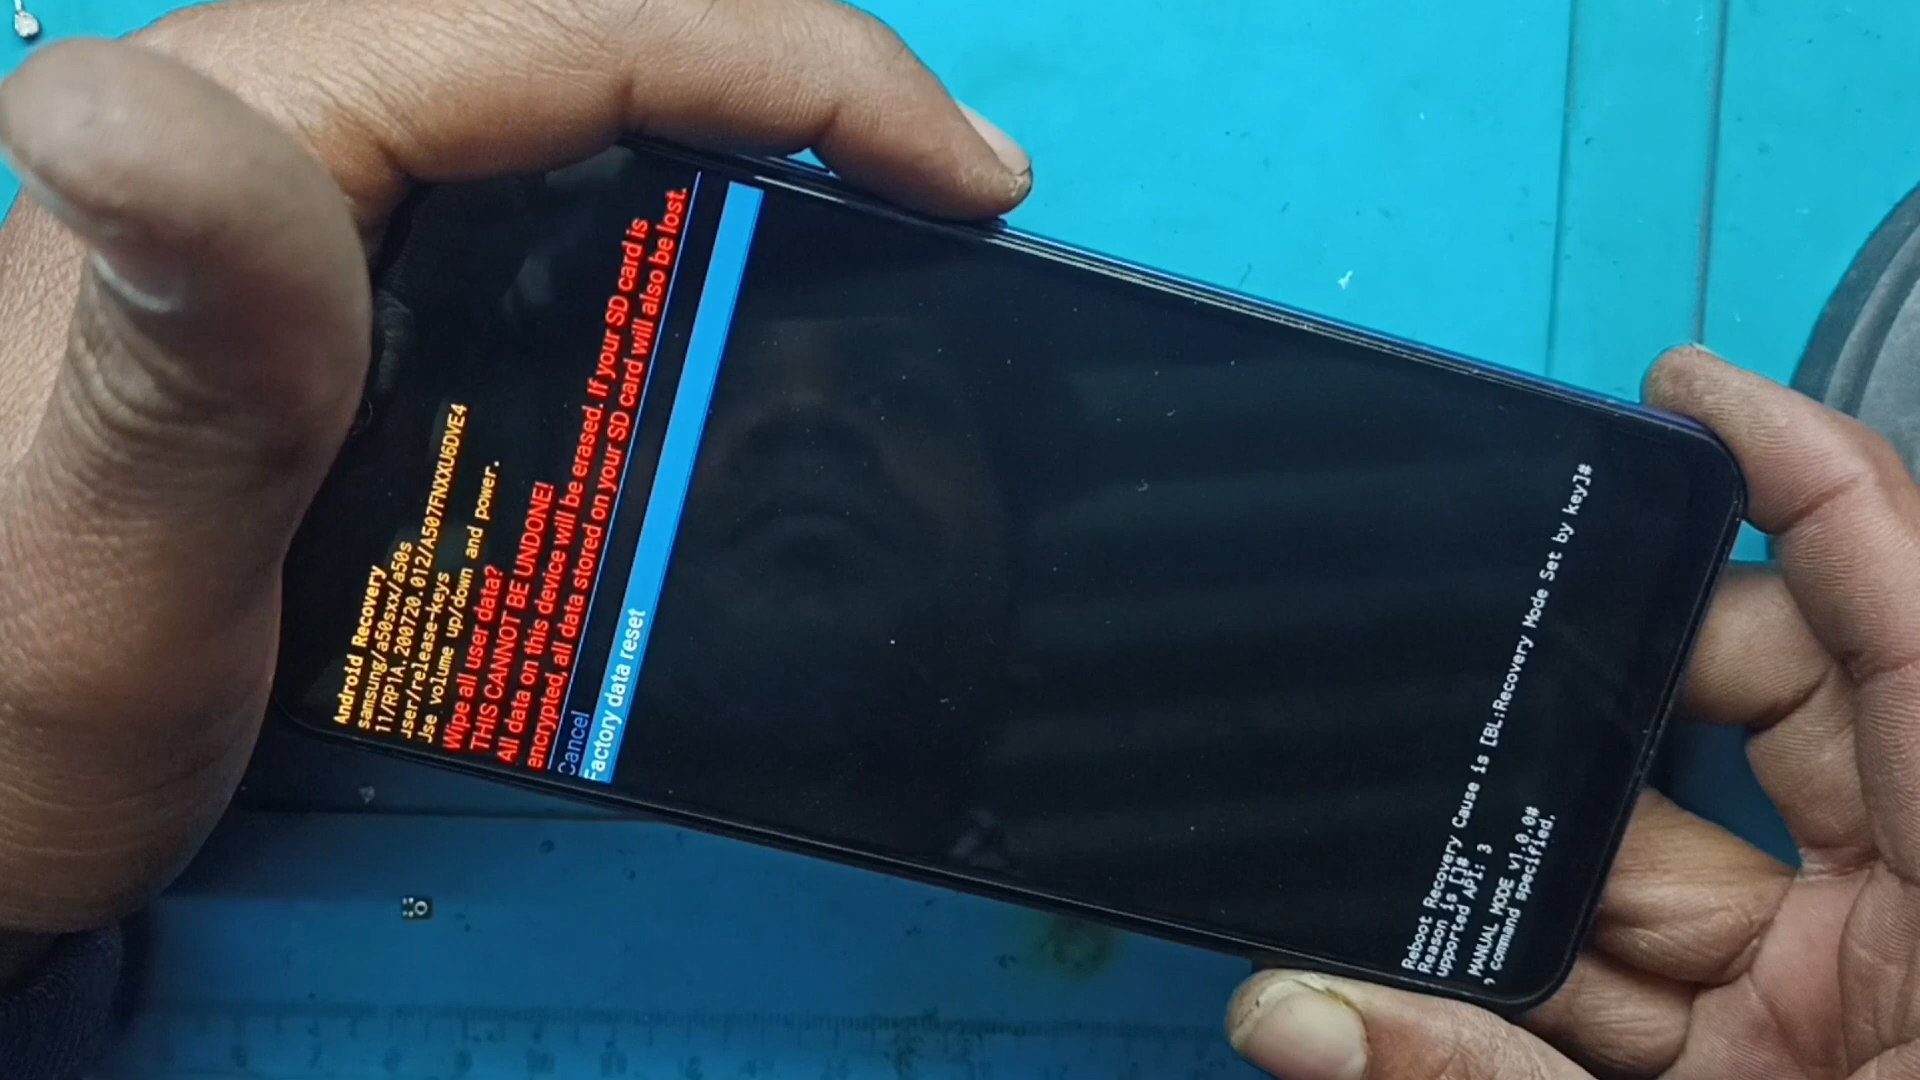 Android Recovery
samsung/a50sxx/a50s
11/RP1A.200720.012/A507FNXXU6DVE4
user/release-keys
Use volume up/down and power.
Wipe all user data?
THIS CANNOT BE UNDONE!
All data on this device will be erased. If your SD card is
encrypted, all data stored on your SD card will also be lost.
Cancel
Factory data reset
Reboot Recovery Cause is [BL:Recovery Mode Set by key]#
Reason is []#
upported API: 3
MANUAL MODE v1.0.0#
, command specified.